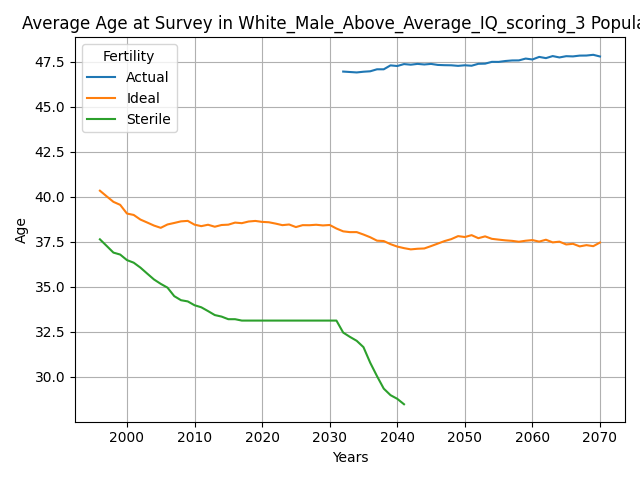 Average Age at Survey in White_Male_Above_Average_IQ_scoring_3 Popula
Fertility
Actual
Ideal
Sterile
47.5
45.0
42.5
40.0
37.5
35.0
32.5
30.0
Age
2000 2010 2020 2030 2040 2050 2060 2070
Years